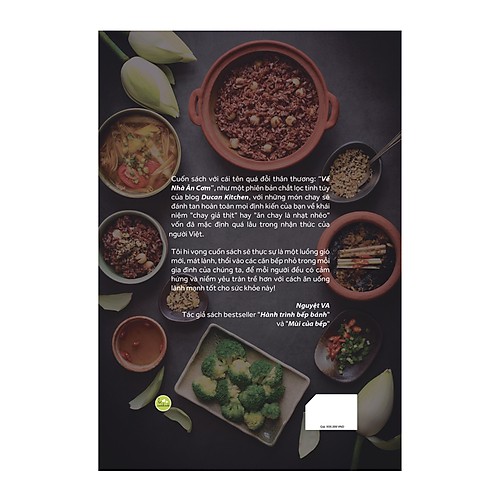 Cuốn sách với cái tên quá đỗi thân thương: "Về
Nhà Ăn Cơm", như một phiên bản chắt lọc tinh túy
của blog Ducan Kitchen, với những món chay sẽ
đánh tan hoàn toàn mọi định kiến của bạn về khái
niệm "chay giả thịt" hay "ăn chay là nhạt nhẽo"
vốn đã mặc định quá lâu trong nhận thức của
người Việt.
Tôi hi vọng cuốn sách sẽ thực sự là một luồng gió
mới, mát lành, thổi vào các căn bếp nhỏ trong mỗi
gia đình của chúng ta, để mỗi người đều có cảm
hứng và niềm yêu tràn trề hơn với cách ăn uống
lành mạnh tốt cho sức khỏe này!
Nguyệt VA
Tác giả sách bestseller "Hành trình bếp bánh"
và "Mùi của bếp"